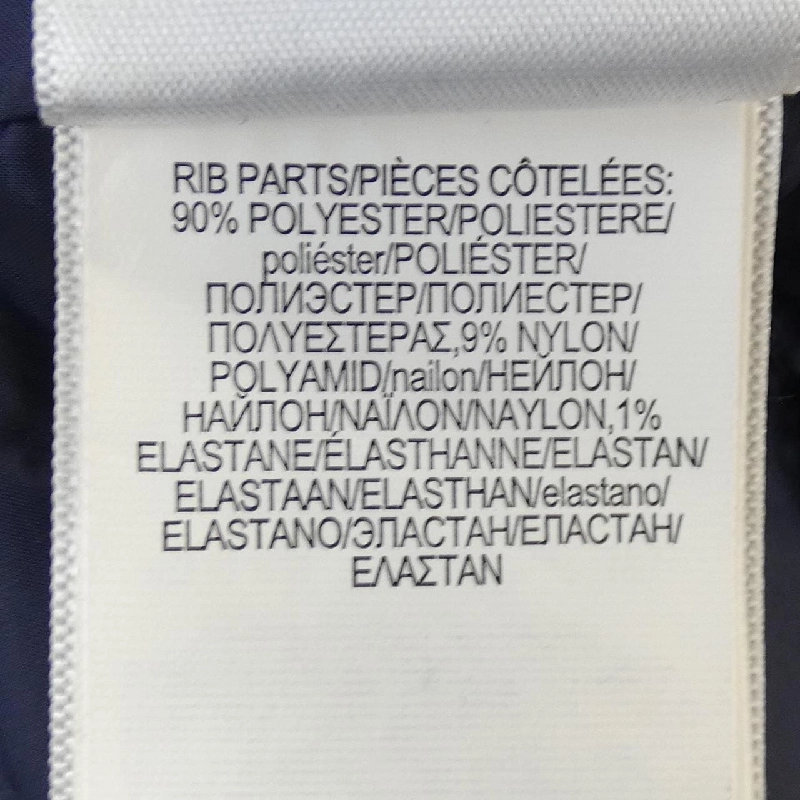 RIB PARTS/PIÈCES CÔTELÉES:
90% POLYESTER/POLIESTERE/
poliéster/POLIÉSTER/
ПОЛИЭСТЕР/ПОЛИЕСТЕР/
ΠΟΛΥΕΣΤΕΡΑΣ,9% NYLON/
POLYAMID/nailon/НЕЙЛОН/
НАЙЛОН/ΝΑΪΛΟΝ/NAYLON,1%
ELASTANE/ÉLASTHANNE/ELASTAN/
ELASTAAN/ELASTHAN/elastano/
ELASTANO/ЭЛАСТАН/ЕЛАСТАН/
ΕΛΑΣΤΑΝ